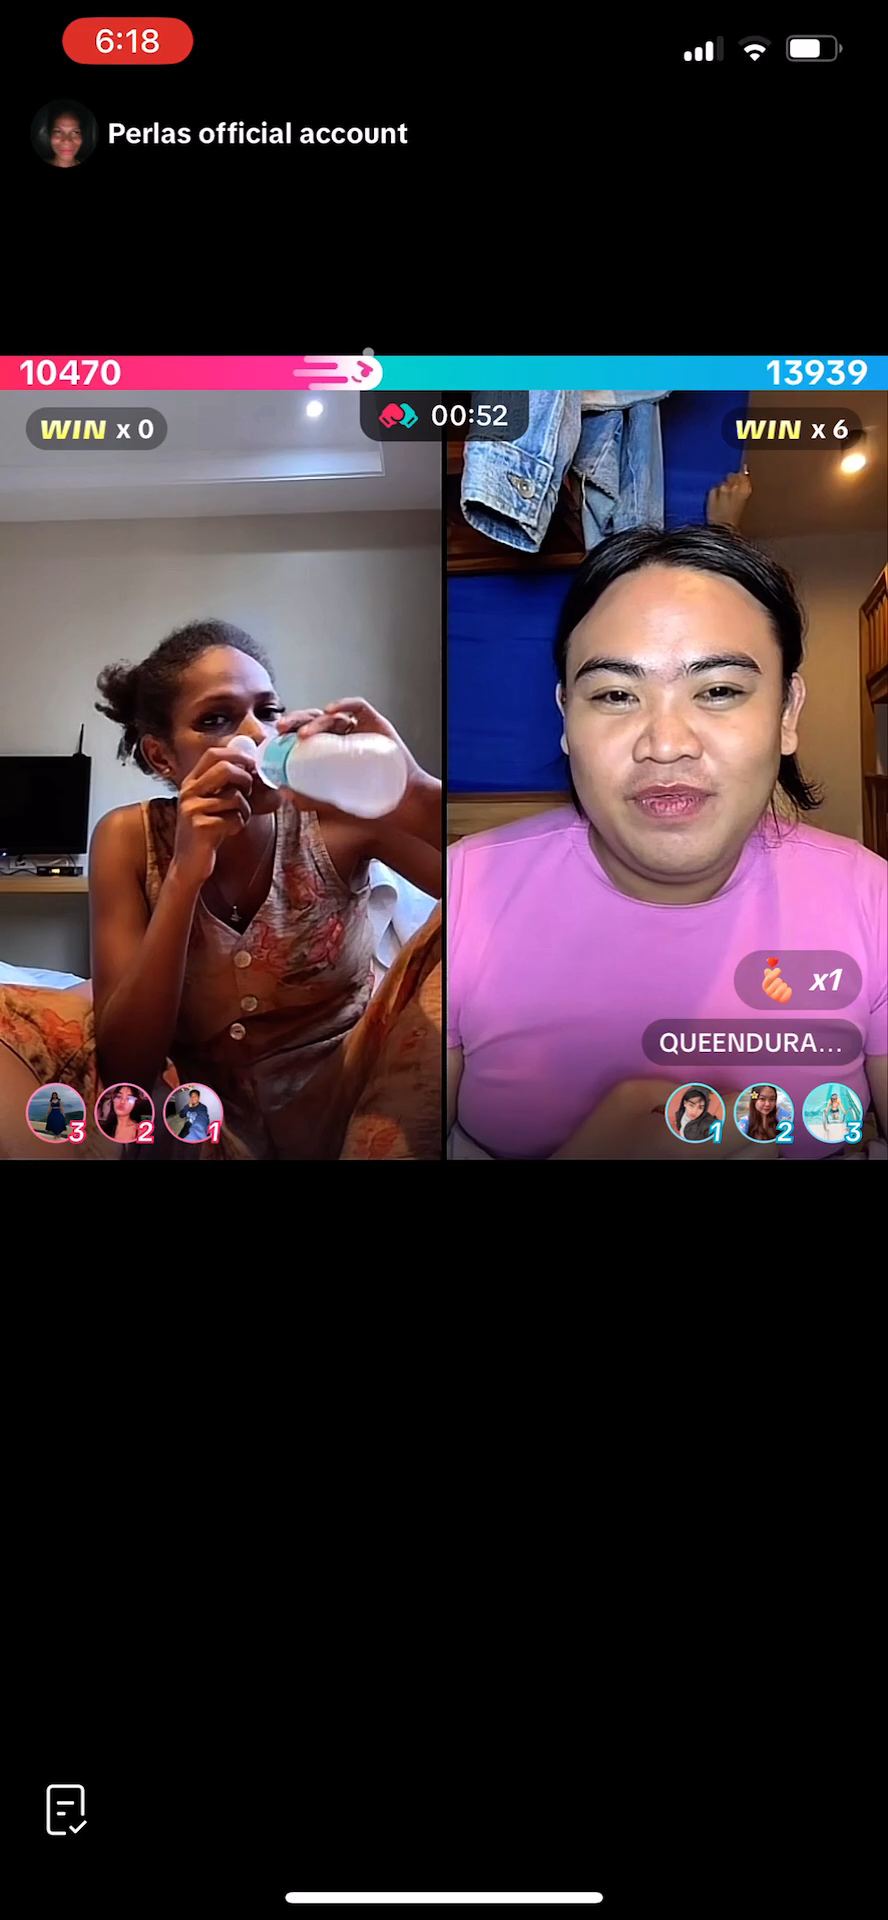 6:18
Perlas official account
10470
13939
WIN x 0
00:52
WIN x 6
x1
QUEENDURA...
3
2
1
1
2
3